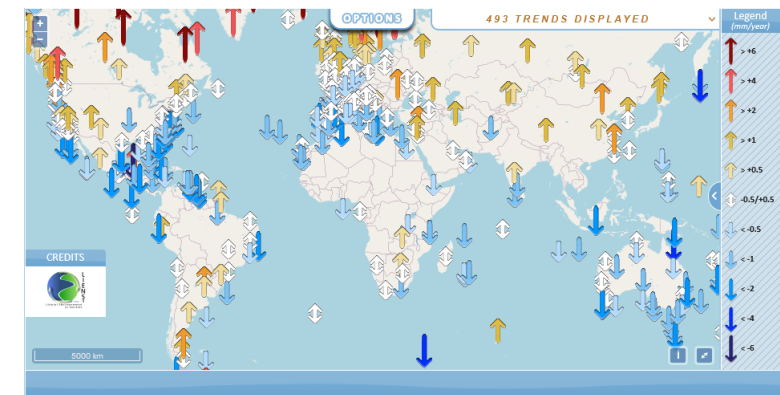 +
−
OPTIONS
493 TRENDS DISPLAYED
Legend
(mm/year)
> +6
> +4
> +2
> +1
> +0.5
-0.5/+0.5
< -0.5
< -1
< -2
< -4
< -6
CREDITS
LIENSs
5000 km
i